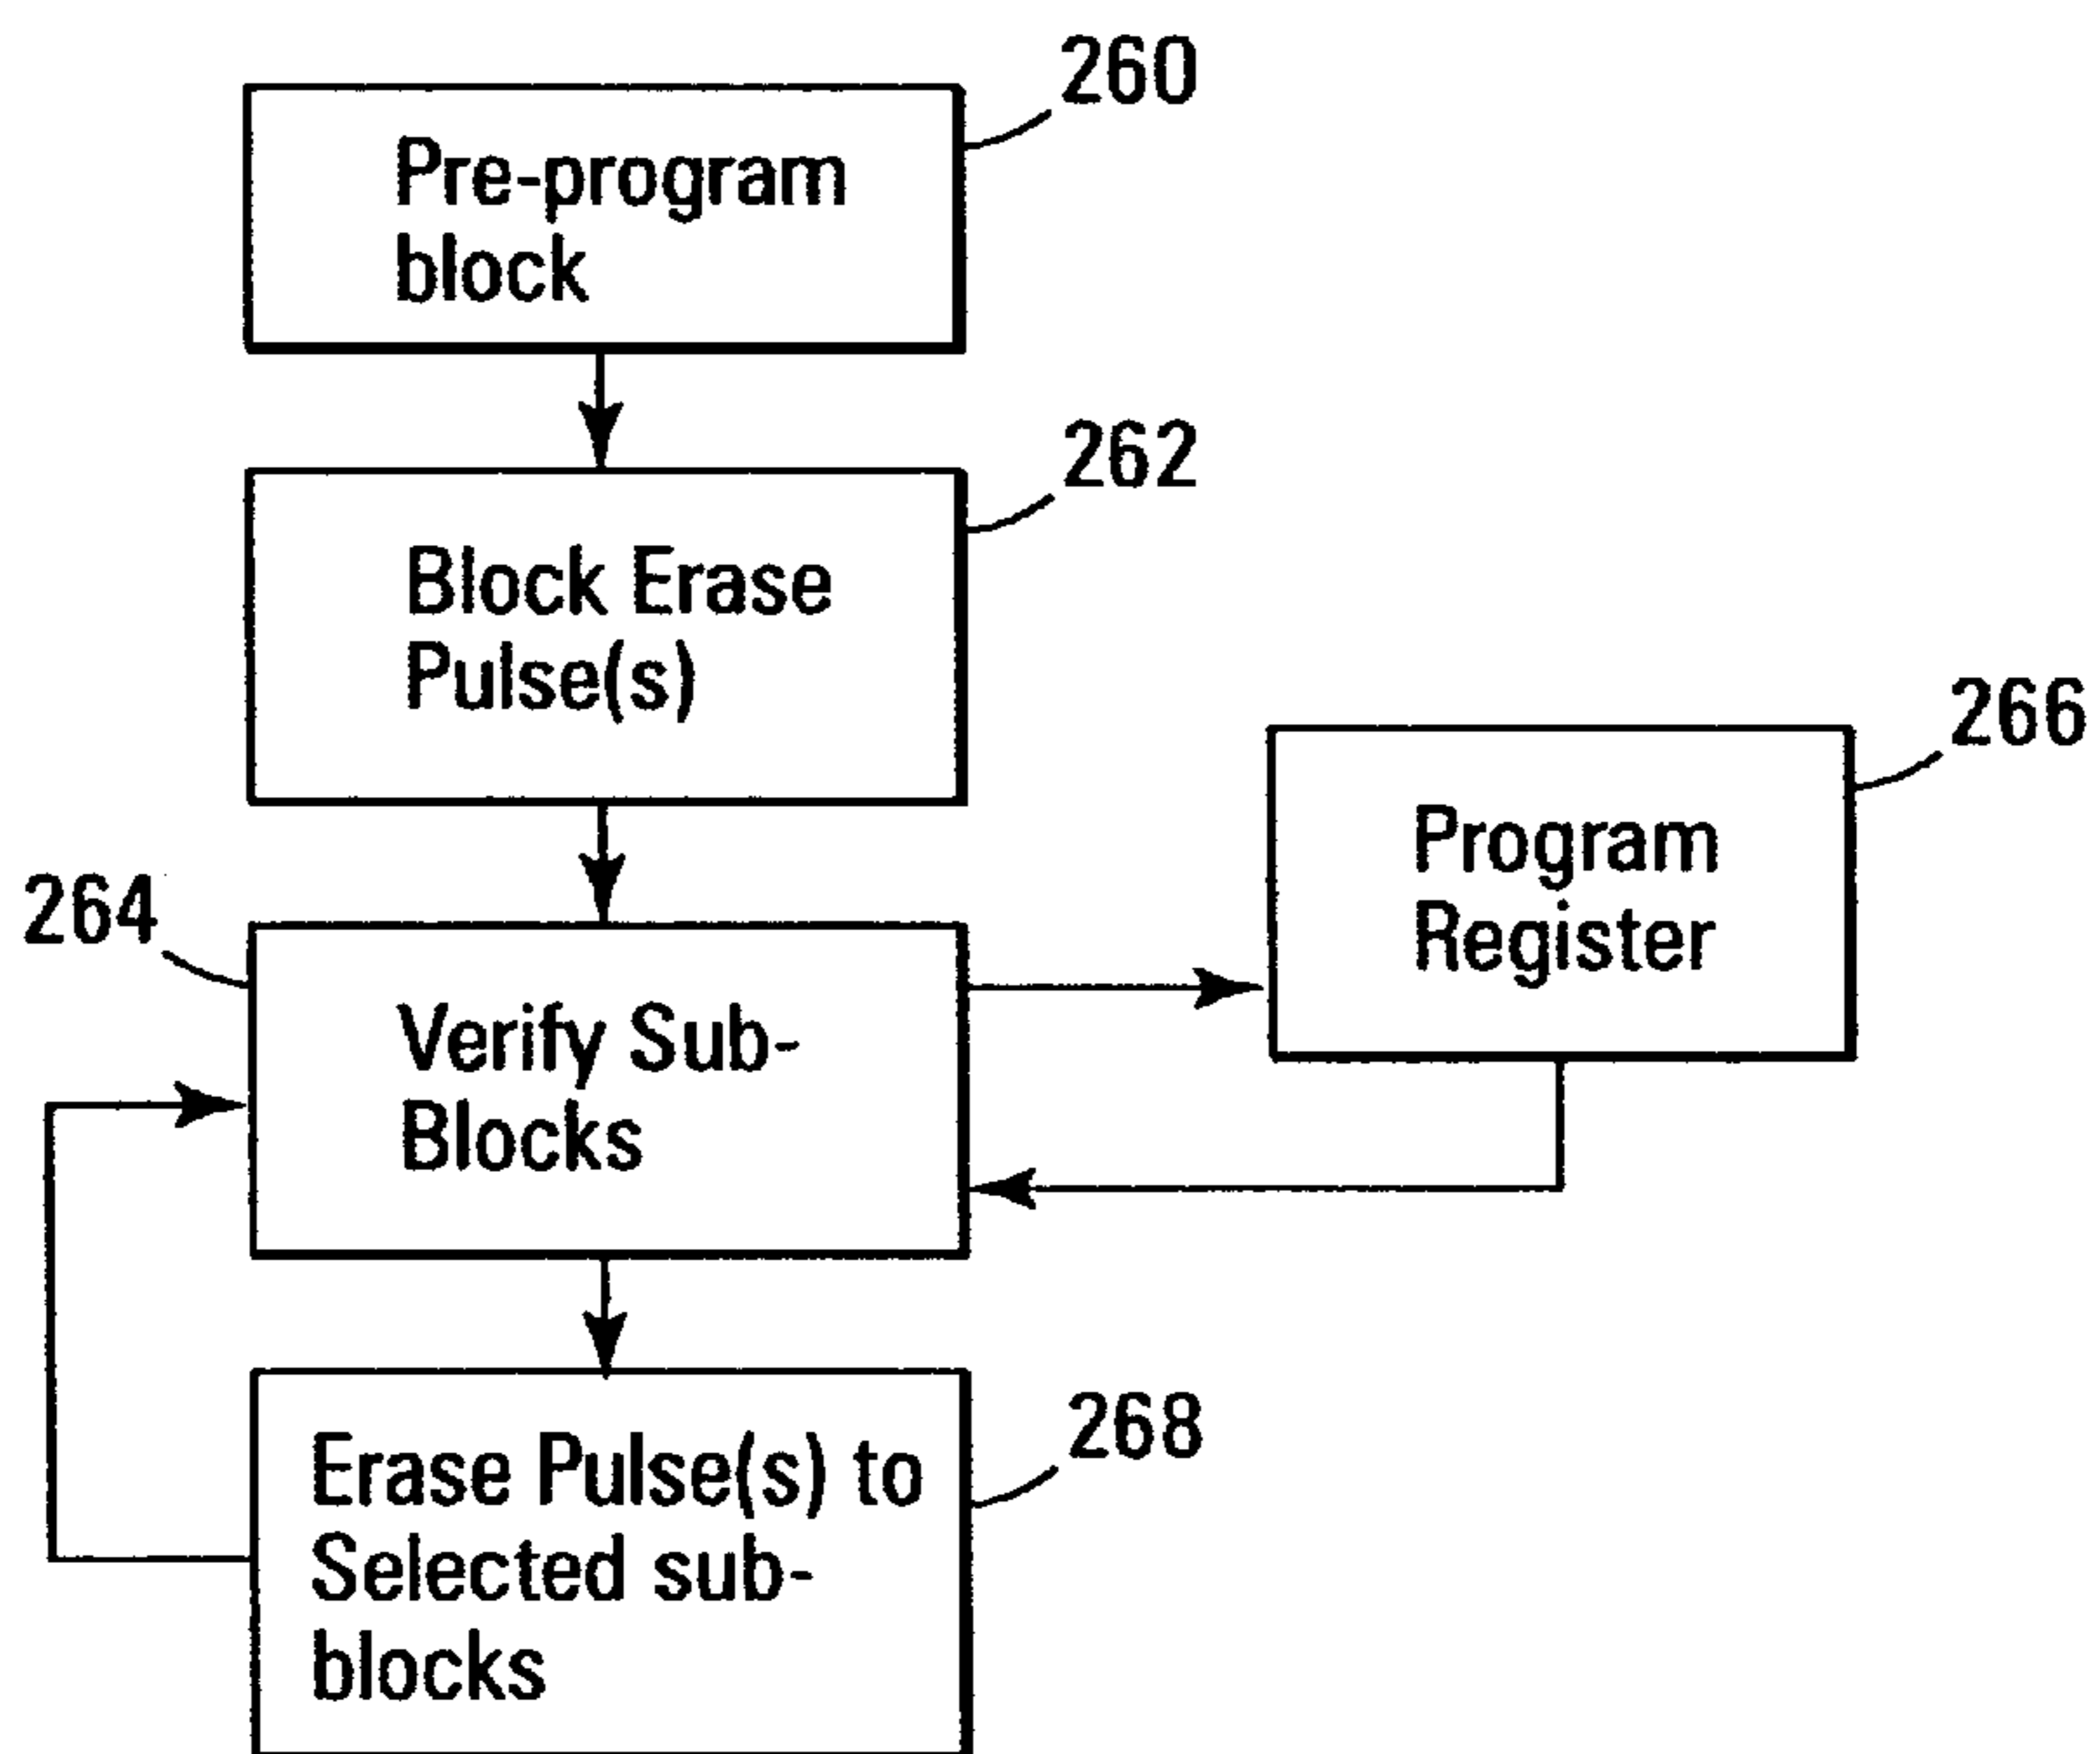 260
Pre-program
block
262
Block Erase
Pulse(s)
266
Program
Register
264
Verify Sub-
Blocks
268
Erase Pulse(s) to
Selected sub-
blocks